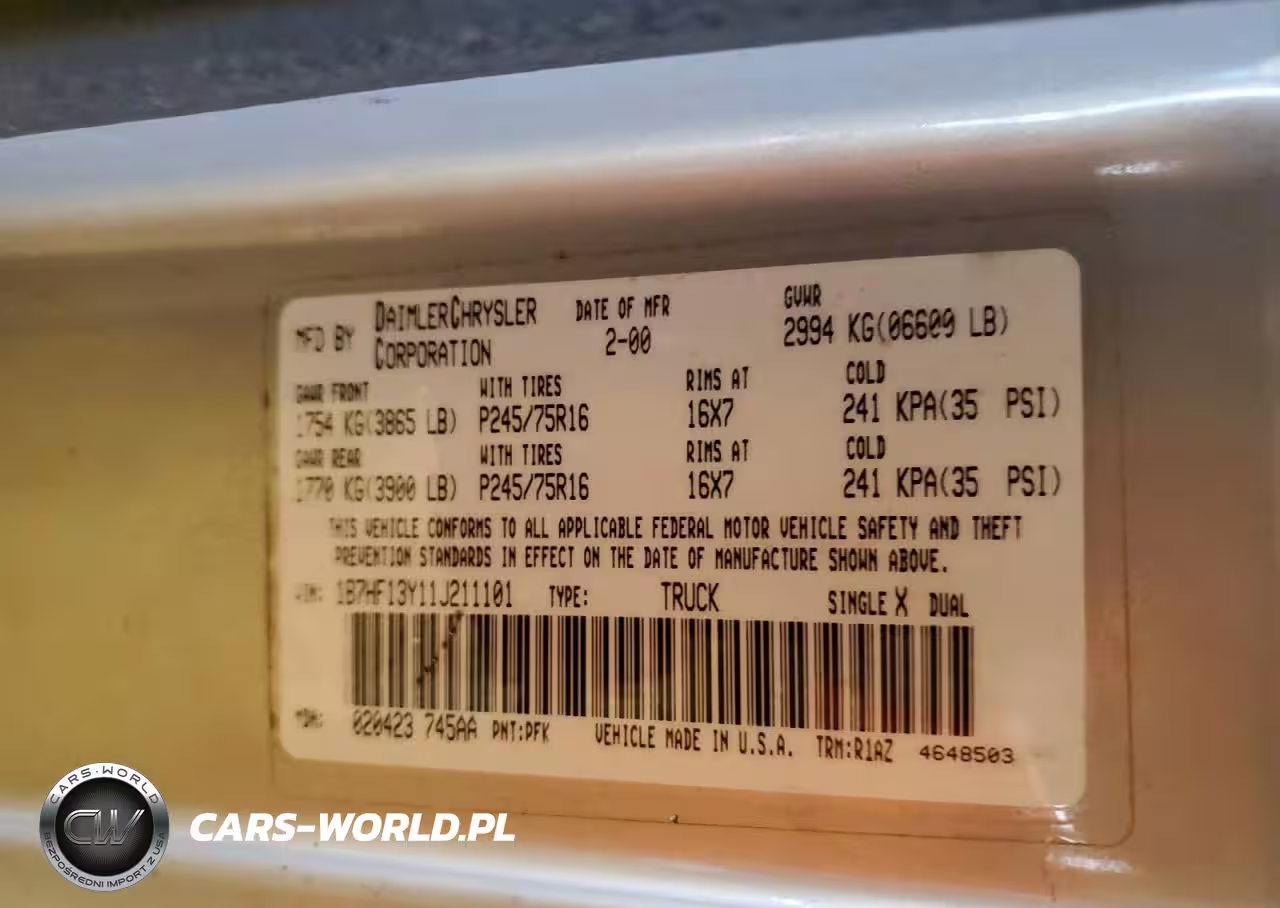 MFD BY DAIMLERCHRYSLER CORPORATION DATE OF MFR 2-00 GVWR 2994 KG(06600 LB)
GAWR FRONT WITH TIRES RIMS AT COLD
1754 KG(3865 LB) P245/75R16 16X7 241 KPA(35 PSI)
GAWR REAR WITH TIRES RIMS AT COLD
1770 KG(3900 LB) P245/75R16 16X7 241 KPA(35 PSI)
THIS VEHICLE CONFORMS TO ALL APPLICABLE FEDERAL MOTOR VEHICLE SAFETY AND THEFT
PREVENTION STANDARDS IN EFFECT ON THE DATE OF MANUFACTURE SHOWN ABOVE.
VIN: 1B7HF13Y11J211101 TYPE: TRUCK SINGLE X DUAL
MDH: 020423 745AA PNT:PFK VEHICLE MADE IN U.S.A. TRM:R1AZ 4648503
CARS-WORLD
CW
BEZPOŚREDNI IMPORT Z USA
CARS-WORLD.PL